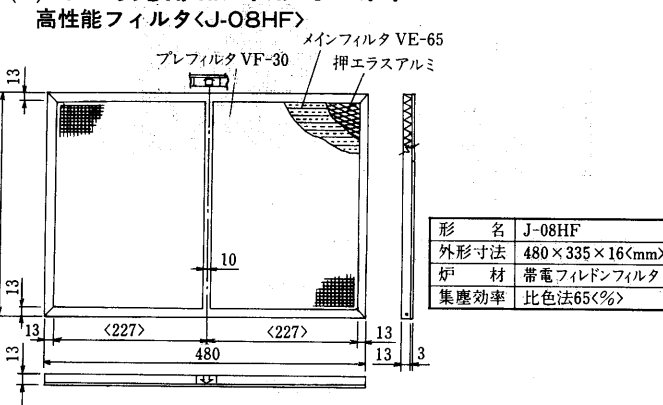 高性能フィルタ<J-08HF>
メインフィルタ VE-65
プレフィルタ VF-30
押エラスアルミ
13
10
13
13
<227>
<227>
13
480
13
3
13
形 名 J-08HF
外形寸法 480×335×16<mm>
炉 材 帯電フィレドンフィルタ
集塵効率 比色法65<%>